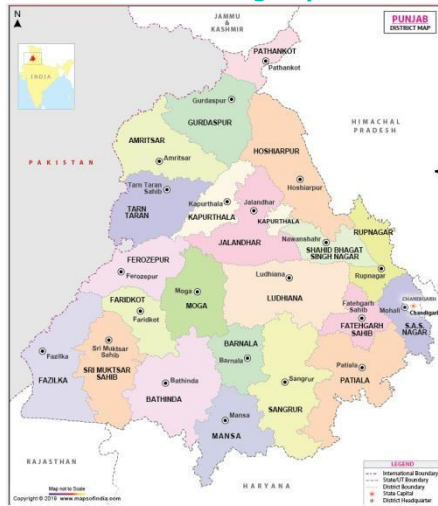 N
JAMMU
&
KASHMIR
PUNJAB
DISTRICT MAP
INDIA
PATHANKOT
Pathankot
Gurdaspur
GURDASPUR
HIMACHAL
PRADESH
AMRITSAR
Amritsar
HOSHIARPUR
Hoshiarpur
PAKISTAN
Tarn Taran
Sahib
TARN
TARAN
Kapurthala
KAPURTHALA
Jalandhar
KAPURTHALA
JALANDHAR
Nawanshahr
SHAHID BHAGAT
SINGH NAGAR
RUPNAGAR
Rupnagar
FEROZEPUR
Ferozepur
Moga
MOGA
Ludhiana
LUDHIANA
FARIDKOT
Faridkot
Fatehgarh
Sahib
FATEHGARH
SAHIB
CHANDIGARH
Chandigarh
Mohali
S.A.S.
NAGAR
Fazilka
FAZILKA
Sri Muktsar
Sahib
SRI MUKTSAR
SAHIB
BARNALA
Barnala
Bathinda
BATHINDA
Sangrur
SANGRUR
Patiala
PATIALA
Mansa
MANSA
RAJASTHAN
HARYANA
Map not to Scale
Copyright © 2019 www.mapsofindia.com
LEGEND
International Boundary
State/UT Boundary
District Boundary
State Capital
District Headquarter